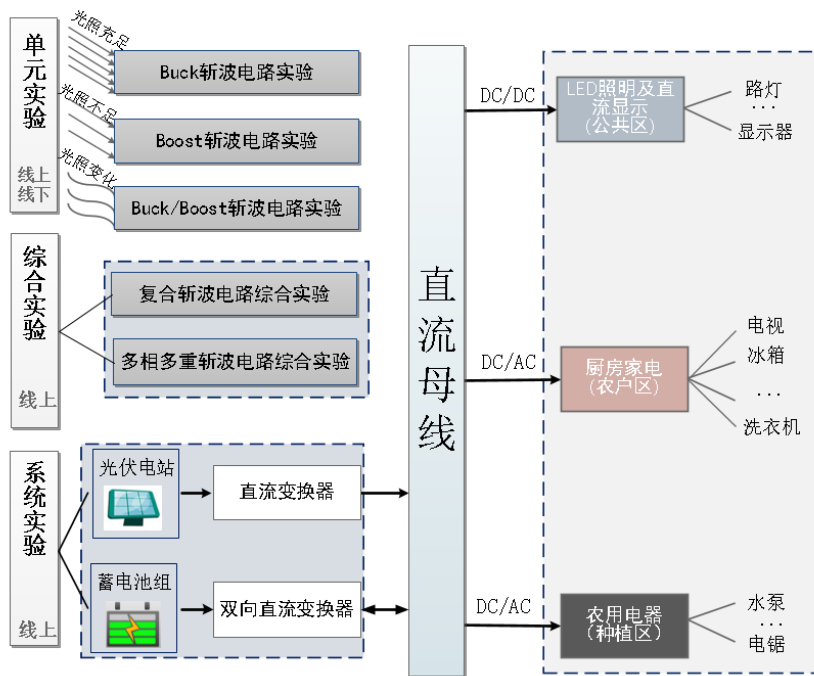 单元实验
线上
线下
光照充足
Buck斩波电路实验
光照不足
Boost斩波电路实验
光照变化
Buck/Boost斩波电路实验
综合实验
线上
复合斩波电路综合实验
多相多重斩波电路综合实验
系统实验
线上
光伏电站
直流变换器
蓄电池组
双向直流变换器
直流母线
DC/DC
LED照明及直
流显示
(公共区)
路灯
...
显示器
DC/AC
厨房家电
(农户区)
电视
冰箱
...
洗衣机
DC/AC
农用电器
(种植区)
水泵
...
电锯